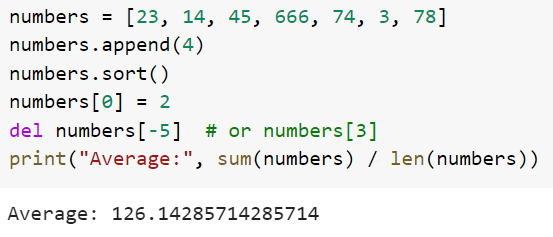 numbers = [23, 14, 45, 666, 74, 3, 78]
numbers.append(4)
numbers.sort()
numbers[0] = 2
del numbers[-5]  # or numbers[3]
print("Average:", sum(numbers) / len(numbers))
Average: 126.14285714285714